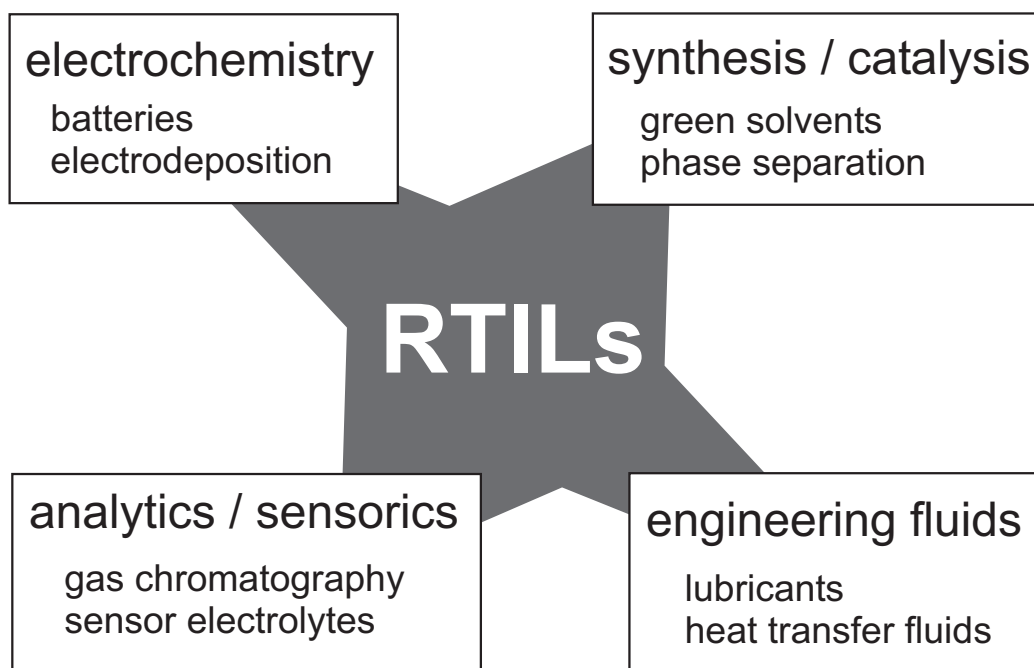 electrochemistry
batteries
electrodeposition
synthesis / catalysis
green solvents
phase separation
RTILs
analytics / sensorics
gas chromatography
sensor electrolytes
engineering fluids
lubricants
heat transfer fluids